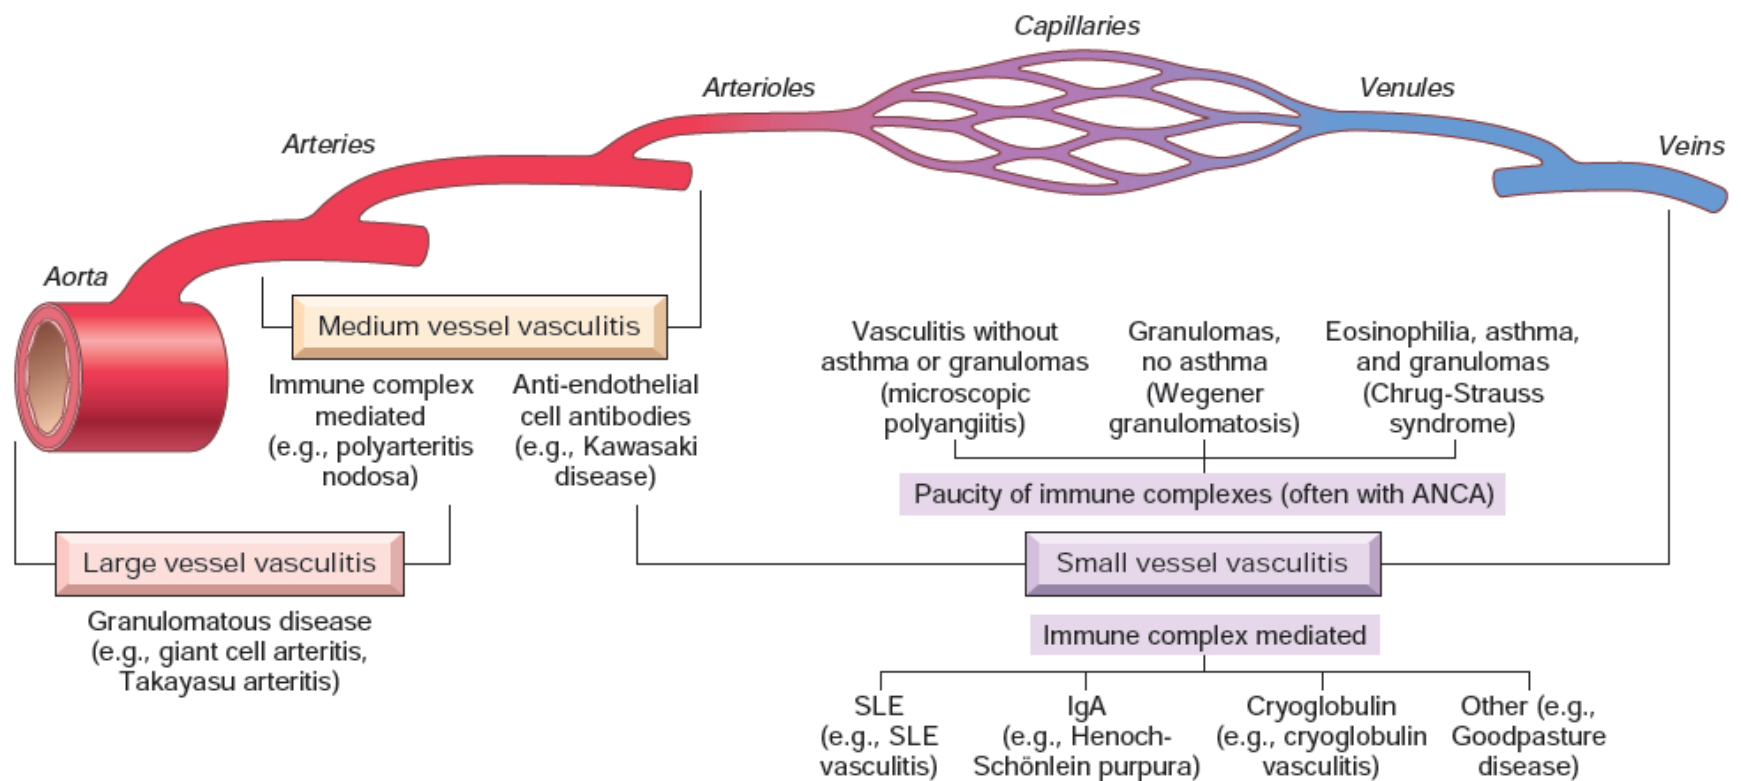 Capillaries
Arterioles
Venules
Arteries
Veins
Aorta
Medium vessel vasculitis
Immune complex
mediated
(e.g., polyarteritis
nodosa)
Anti-endothelial
cell antibodies
(e.g., Kawasaki
disease)
Vasculitis without
asthma or granulomas
(microscopic
polyangiitis)
Granulomas,
no asthma
(Wegener
granulomatosis)
Eosinophilia, asthma,
and granulomas
(Chrug-Strauss
syndrome)
Paucity of immune complexes (often with ANCA)
Large vessel vasculitis
Granulomatous disease
(e.g., giant cell arteritis,
Takayasu arteritis)
Small vessel vasculitis
Immune complex mediated
SLE
(e.g., SLE
vasculitis)
IgA
(e.g., Henoch-
Schönlein purpura)
Cryoglobulin
(e.g., cryoglobulin
vasculitis)
Other (e.g.,
Goodpasture
disease)